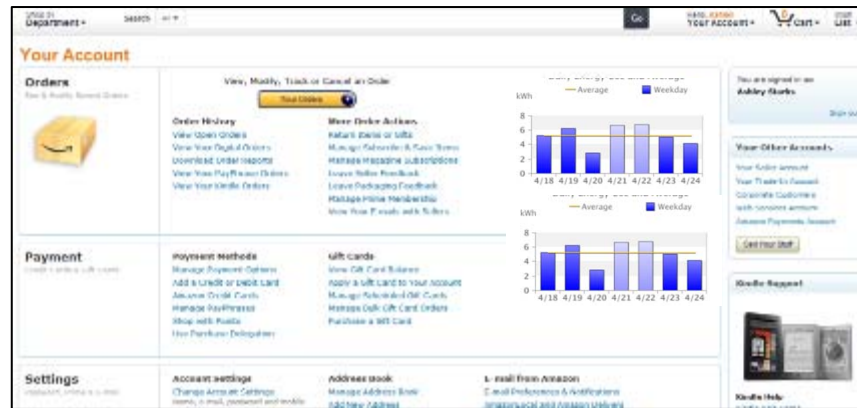 Department
Search
Go
Your Account
Cart
List
Your Account
Orders
View, Modify, Track or Cancel an Order
Your Orders
Order History
View Open Orders
View Your Digital Orders
Download Order Reports
View Your PayPhrase Orders
View Your Kindle Orders
More Order Actions
Return Items or Gifts
Manage Subscribe & Save Items
Manage Magazine Subscriptions
Leave Seller Feedback
Leave Packaging Feedback
Manage Prime Membership
View Your E-mails with Sellers
kWh
Average
Weekday
8
6
4
2
0
4/18 4/19 4/20 4/21 4/22 4/23 4/24
kWh
Average
Weekday
8
6
4
2
0
4/18 4/19 4/20 4/21 4/22 4/23 4/24
You are signed in as
Ashley Starks
Your Other Accounts
Your Seller Account
Corporate Customers
Amazon Payments Account
Payment
Payment Methods
Manage Payment Options
Add a Credit or Debit Card
Amazon Credit Cards
Manage PayPhrases
Shop with Points
Use Purchase Delegation
Gift Cards
View Gift Card Balance
Apply a Gift Card to Your Account
Manage Scheduled Gift Cards
Manage Bulk Gift Card Orders
Purchase a Gift Card
Kindle Support
Kindle Help
Settings
Account Settings
Change Account Settings
Name, e-mail, password and mobile
Address Book
Manage Address Book
Add New Address
E-mail from Amazon
E-mail Preferences & Notifications
AmazonLocal and Amazon Delivers